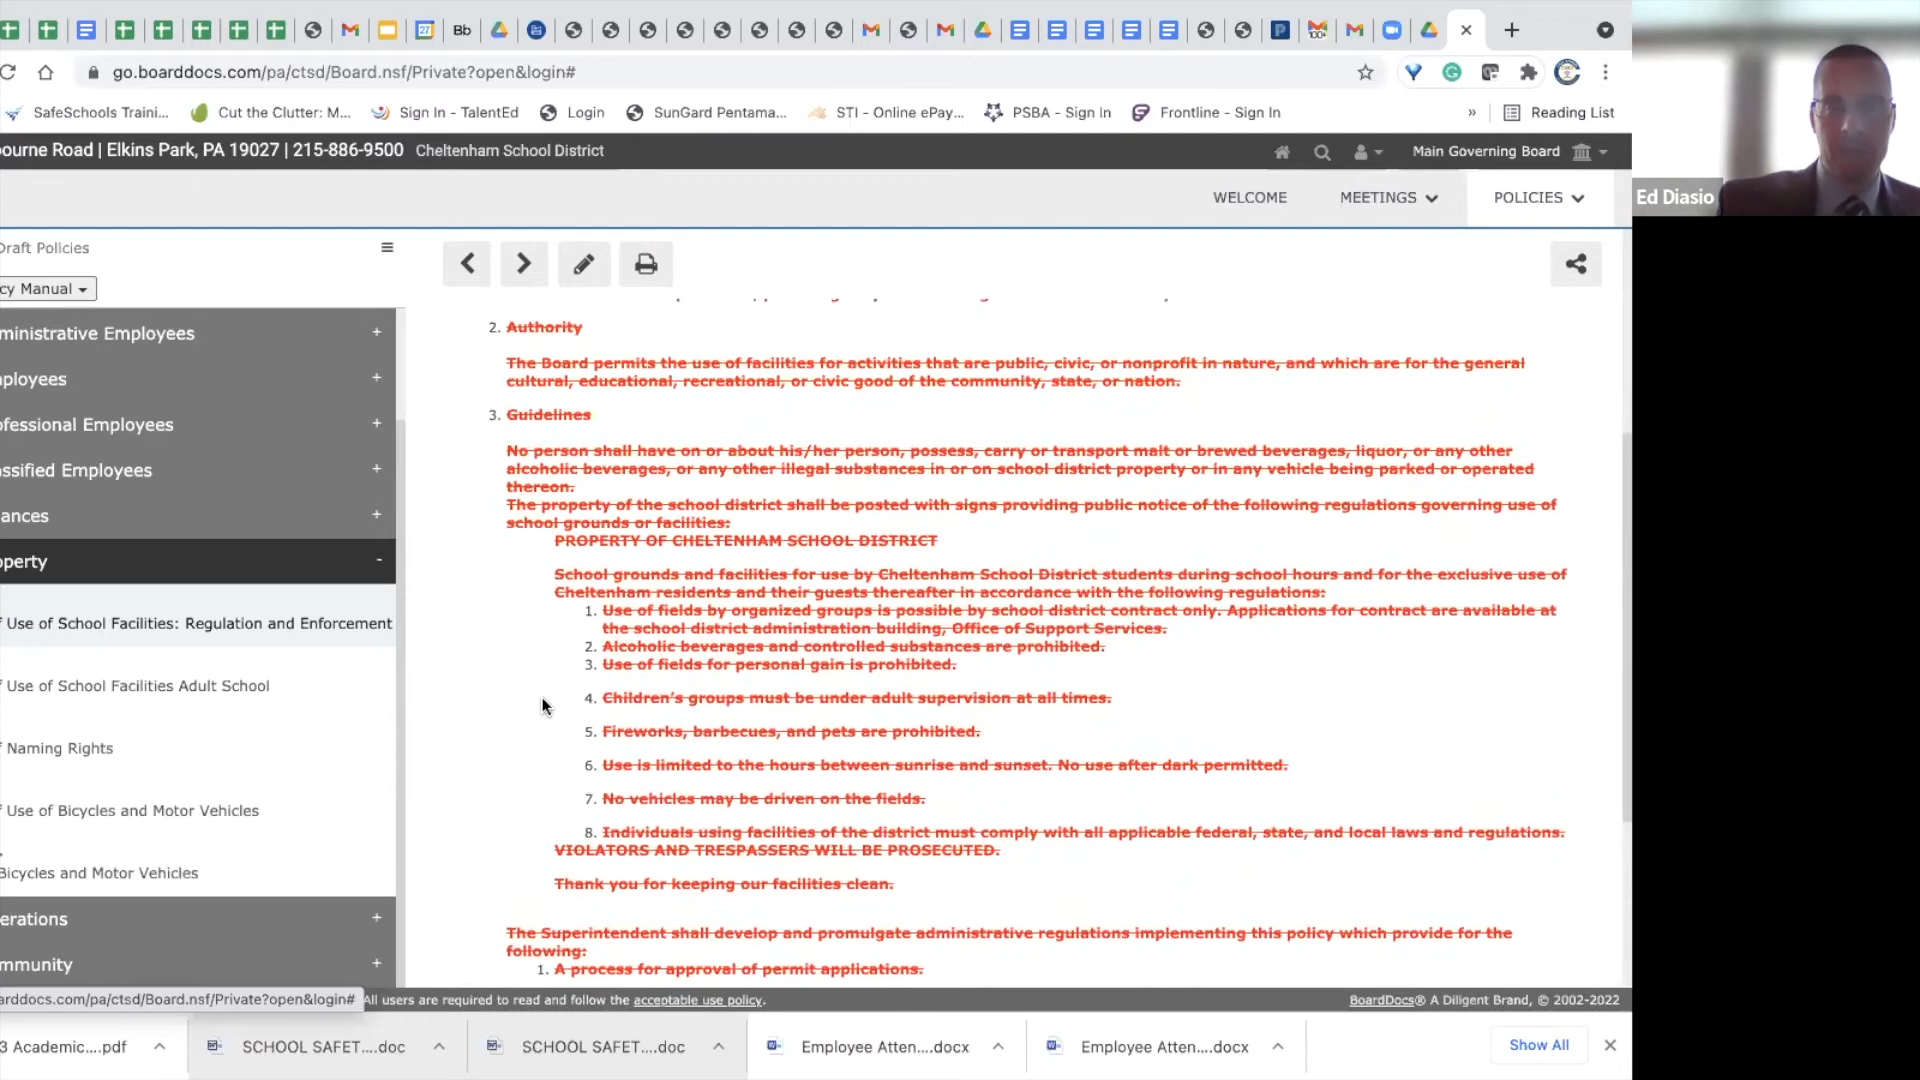 27
Bb
100+
go.boarddocs.com/pa/ctsd/Board.nsf/Private?open&login#
SafeSchools Traini...
Cut the Clutter: M...
Sign In - TalentEd
Login
SunGard Pentama...
STI - Online ePay...
PSBA - Sign In
Frontline - Sign In
»
Reading List
ourne Road | Elkins Park, PA 19027 | 215-886-9500 Cheltenham School District
Main Governing Board
WELCOME
MEETINGS
POLICIES
Ed Diasio
Draft Policies
cy Manual
ministrative Employees +
ployees +
ofessional Employees +
assified Employees +
ances +
operty -
Use of School Facilities: Regulation and Enforcement
Use of School Facilities Adult School
Naming Rights
Use of Bicycles and Motor Vehicles
Bicycles and Motor Vehicles
erations +
mmunity +
2. Authority
The Board permits the use of facilities for activities that are public, civic, or nonprofit in nature, and which are for the general
cultural, educational, recreational, or civic good of the community, state, or nation.
3. Guidelines
No person shall have on or about his/her person, possess, carry or transport malt or brewed beverages, liquor, or any other
alcoholic beverages, or any other illegal substances in or on school district property or in any vehicle being parked or operated
thereon.
The property of the school district shall be posted with signs providing public notice of the following regulations governing use of
school grounds or facilities:
PROPERTY OF CHELTENHAM SCHOOL DISTRICT
School grounds and facilities for use by Cheltenham School District students during school hours and for the exclusive use of
Cheltenham residents and their guests thereafter in accordance with the following regulations:
1. Use of fields by organized groups is possible by school district contract only. Applications for contract are available at
the school district administration building, Office of Support Services.
2. Alcoholic beverages and controlled substances are prohibited.
3. Use of fields for personal gain is prohibited.
4. Children's groups must be under adult supervision at all times.
5. Fireworks, barbecues, and pets are prohibited.
6. Use is limited to the hours between sunrise and sunset. No use after dark permitted.
7. No vehicles may be driven on the fields.
8. Individuals using facilities of the district must comply with all applicable federal, state, and local laws and regulations.
VIOLATORS AND TRESPASSERS WILL BE PROSECUTED.
Thank you for keeping our facilities clean.
The Superintendent shall develop and promulgate administrative regulations implementing this policy which provide for the
following:
1. A process for approval of permit applications.
arddocs.com/pa/ctsd/Board.nsf/Private?open&login#
All users are required to read and follow the acceptable use policy.
BoardDocs® A Diligent Brand, © 2002-2022
3 Academic....pdf
SCHOOL SAFET....doc
SCHOOL SAFET....doc
Employee Atten....docx
Employee Atten....docx
Show All